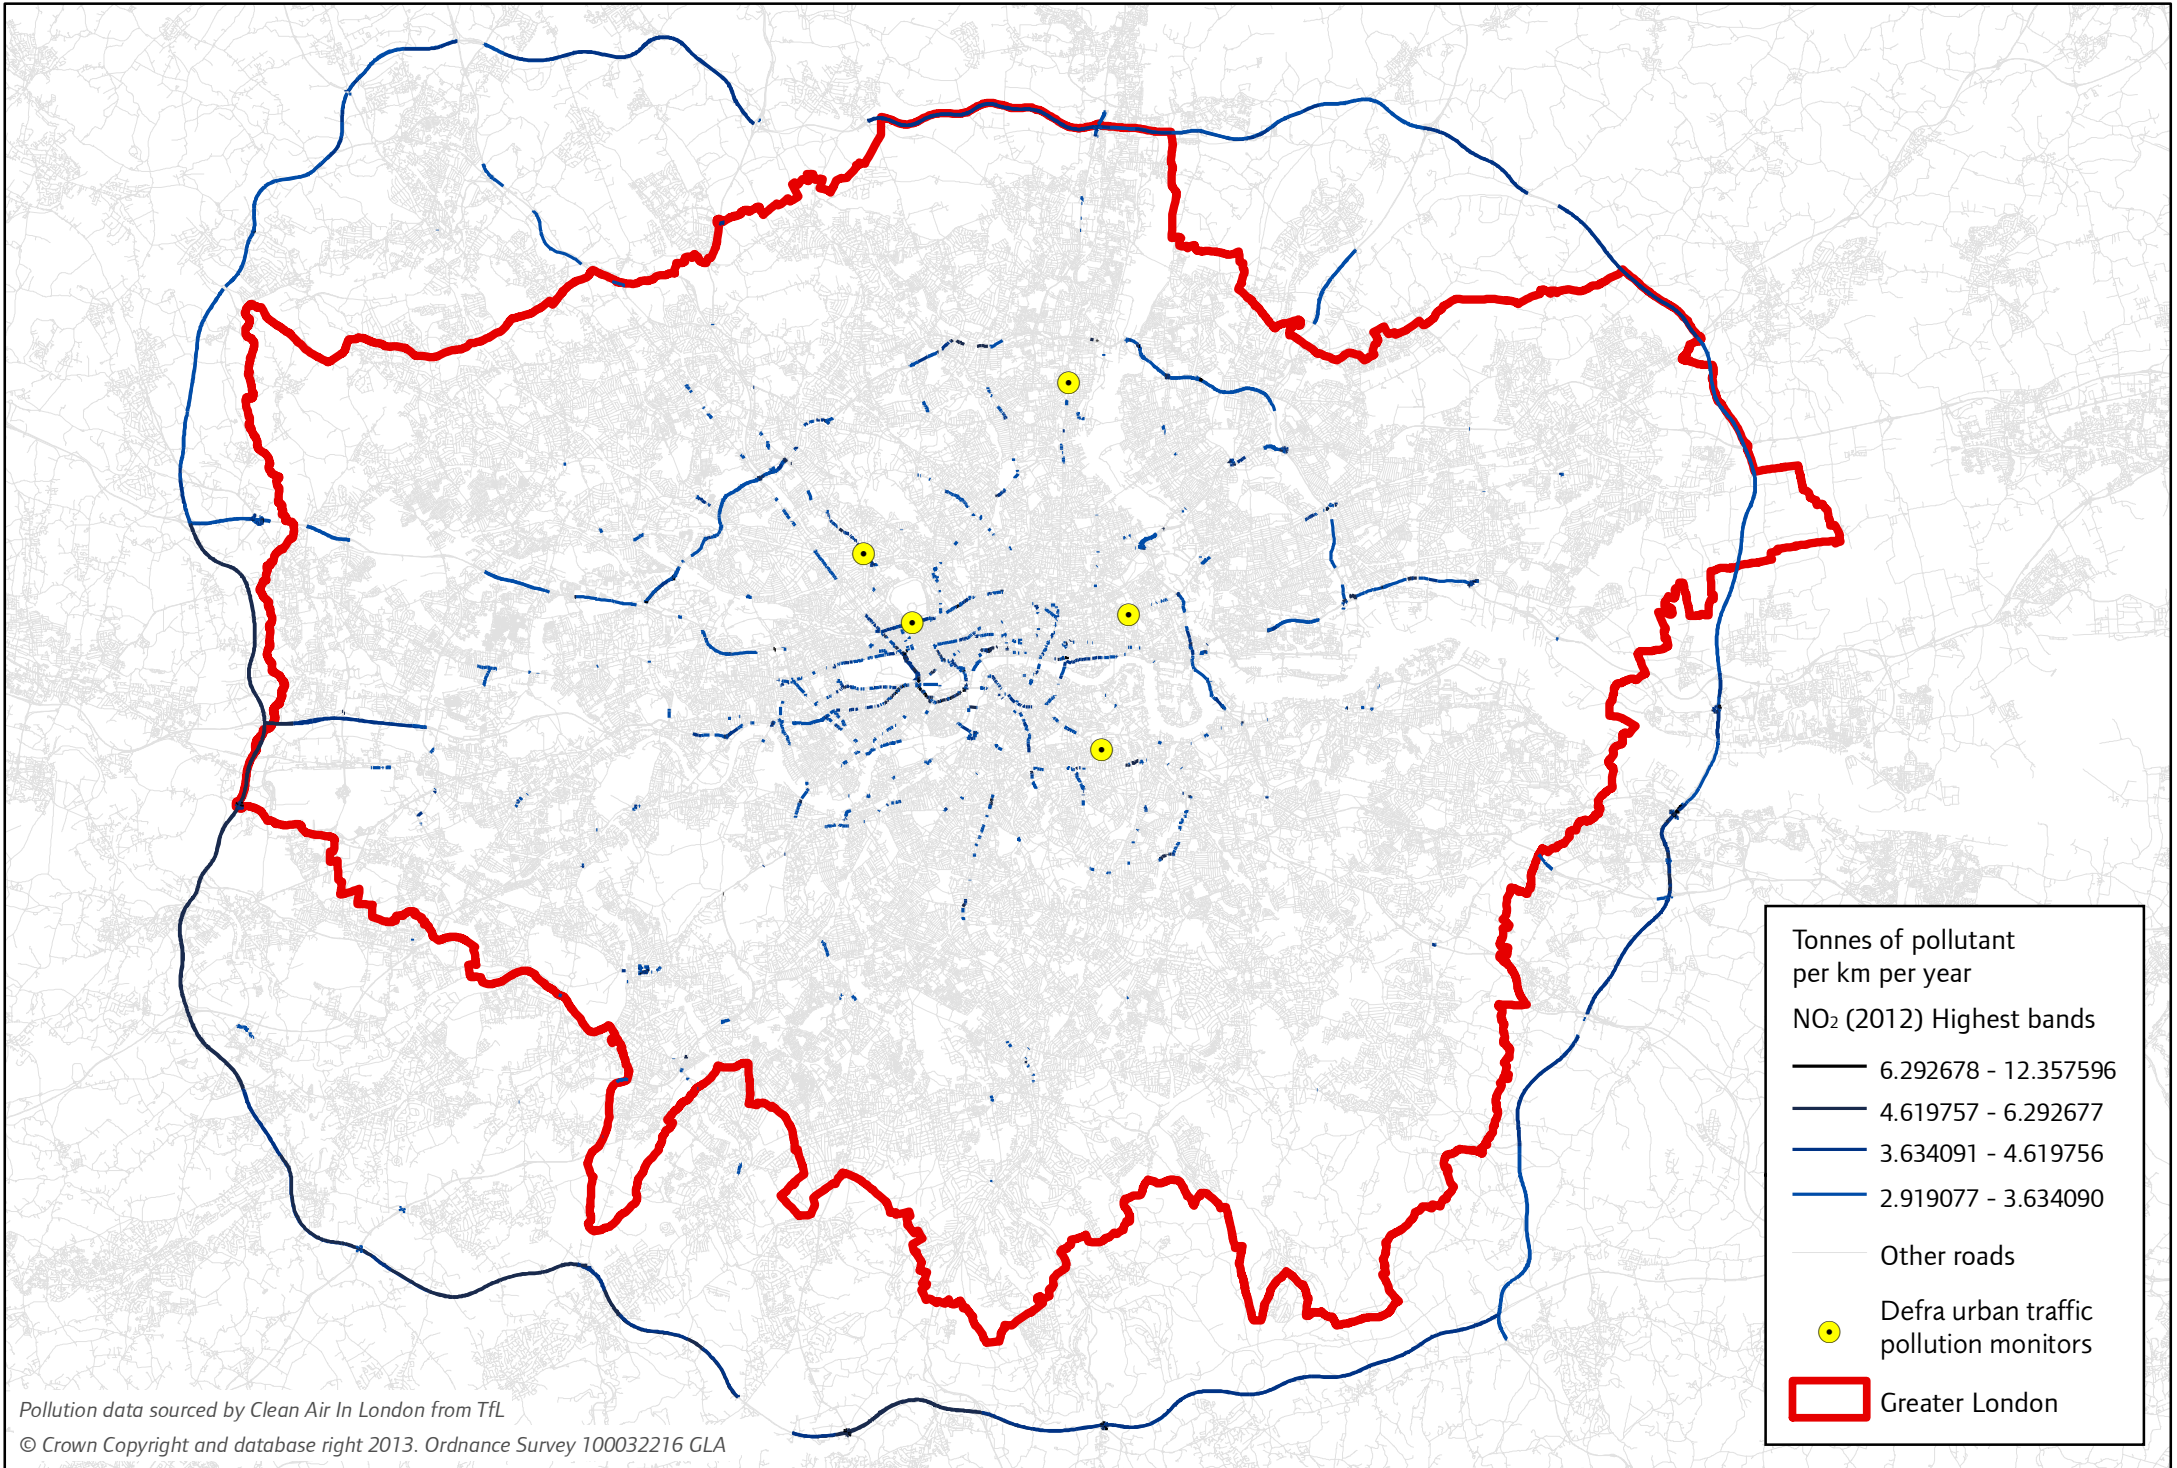 Tonnes of pollutant
per km per year
NO2 (2012) Highest bands
6.292678 - 12.357596
4.619757 - 6.292677
3.634091 - 4.619756
2.919077 - 3.634090
Other roads
Defra urban traffic
pollution monitors
Greater London
Pollution data sourced by Clean Air In London from TfL
© Crown Copyright and database right 2013. Ordnance Survey 100032216 GLA